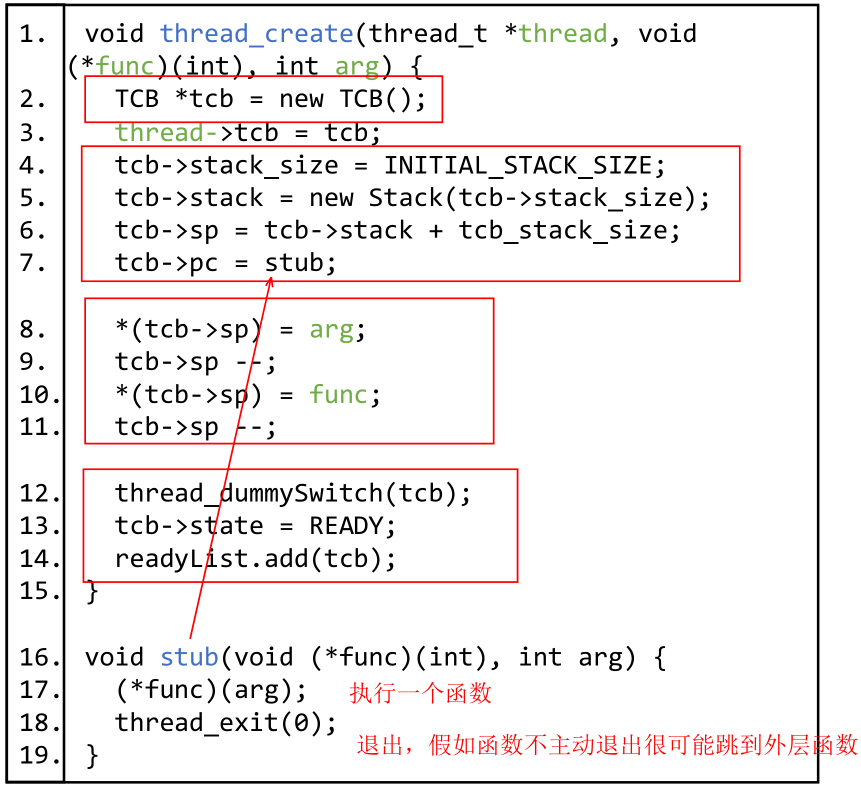 1. void thread_create(thread_t *thread, void
(*func)(int), int arg) {
2. TCB *tcb = new TCB();
3. thread->tcb = tcb;
4. tcb->stack_size = INITIAL_STACK_SIZE;
5. tcb->stack = new Stack(tcb->stack_size);
6. tcb->sp = tcb->stack + tcb_stack_size;
7. tcb->pc = stub;
8. *(tcb->sp) = arg;
9. tcb->sp --;
10. *(tcb->sp) = func;
11. tcb->sp --;
12. thread_dummySwitch(tcb);
13. tcb->state = READY;
14. readyList.add(tcb);
15. }
16. void stub(void (*func)(int), int arg) {
17. (*func)(arg); 执行一个函数
18. thread_exit(0);
退出，假如函数不主动退出很可能跳到外层函数
19. }